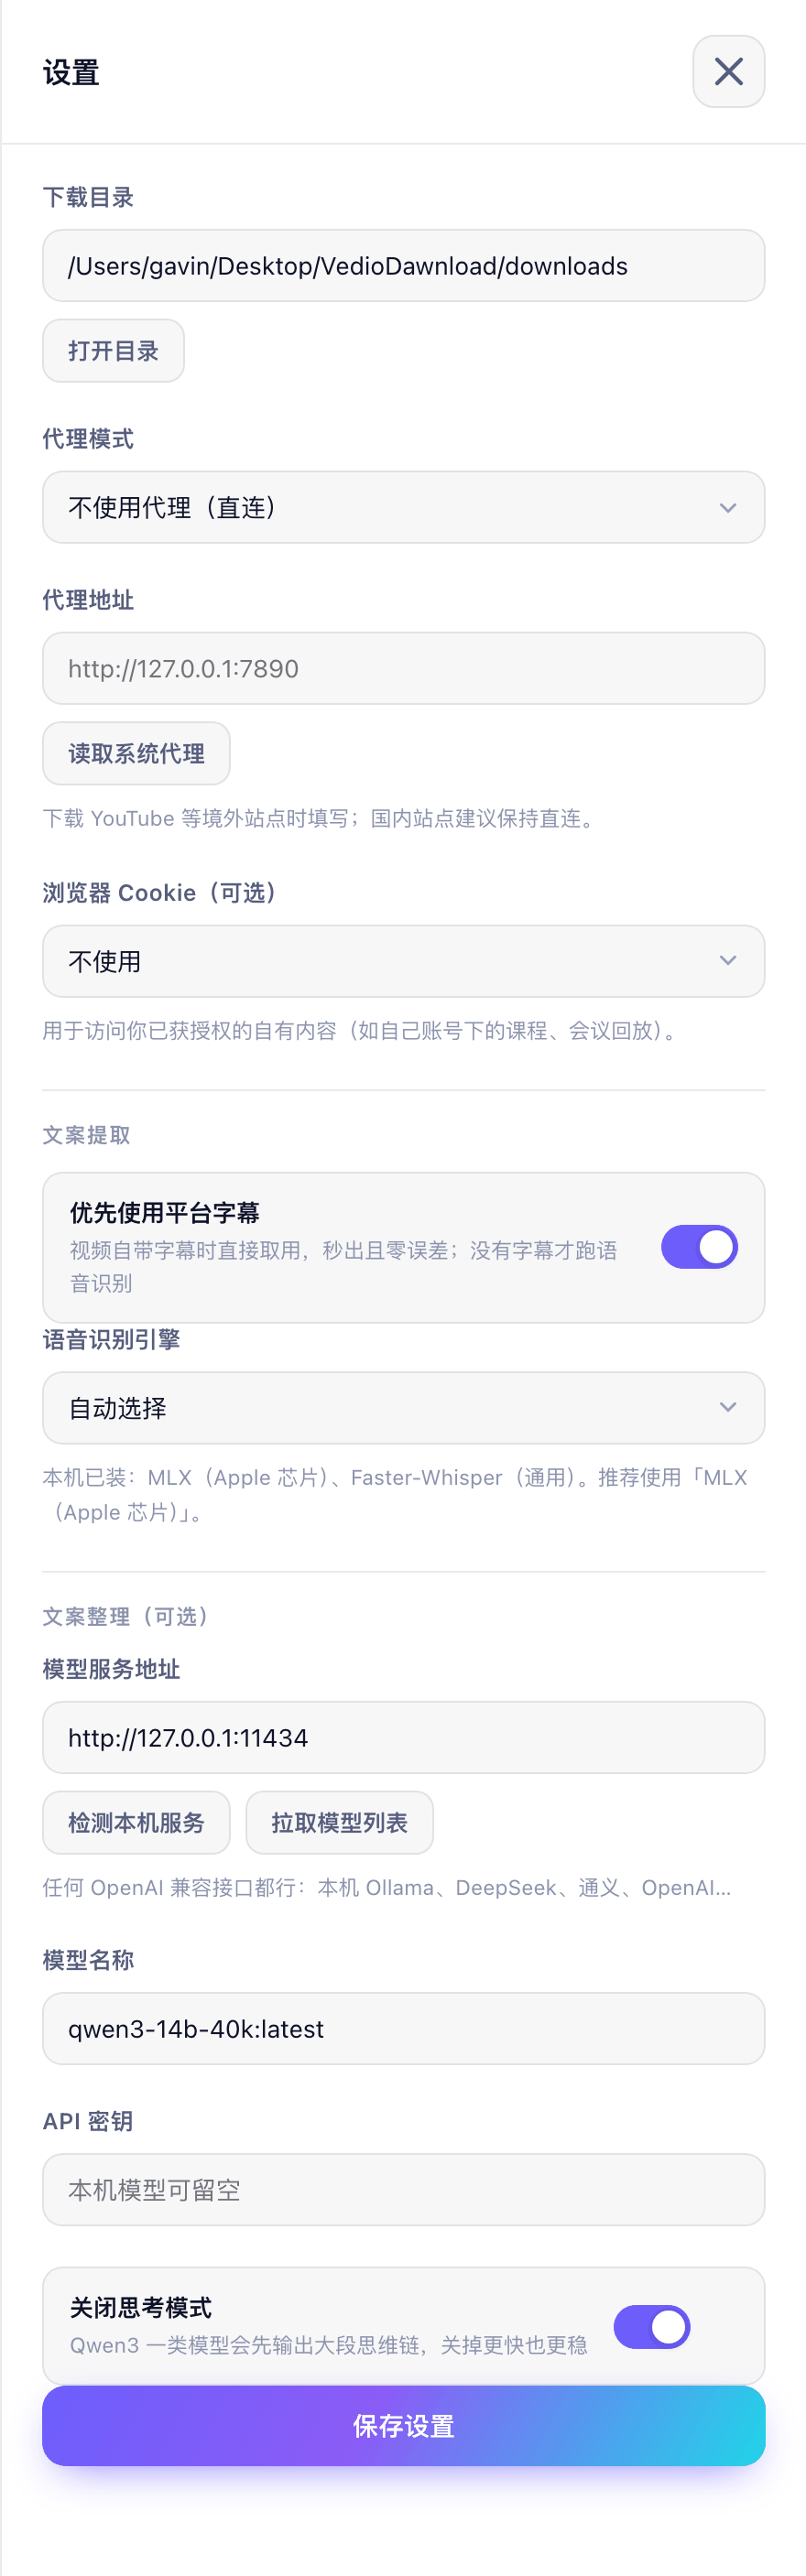 设置
下载目录
/Users/gavin/Desktop/VedioDawnload/downloads
打开目录
代理模式
不使用代理（直连）
代理地址
http://127.0.0.1:7890
读取系统代理
下载 YouTube 等境外站点时填写；国内站点建议保持直连。
浏览器 Cookie（可选）
不使用
用于访问你已获授权的自有内容（如自己账号下的课程、会议回放）。
文案提取
优先使用平台字幕
视频自带字幕时直接取用，秒出且零误差；没有字幕才跑语
音识别
语音识别引擎
自动选择
本机已装：MLX（Apple 芯片）、Faster-Whisper（通用）。推荐使用「MLX
（Apple 芯片）」。
文案整理（可选）
模型服务地址
http://127.0.0.1:11434
检测本机服务 拉取模型列表
任何 OpenAI 兼容接口都行：本机 Ollama、DeepSeek、通义、OpenAI...
模型名称
qwen3-14b-40k:latest
API 密钥
本机模型可留空
关闭思考模式
Qwen3 一类模型会先输出大段思维链，关掉更快也更稳
保存设置